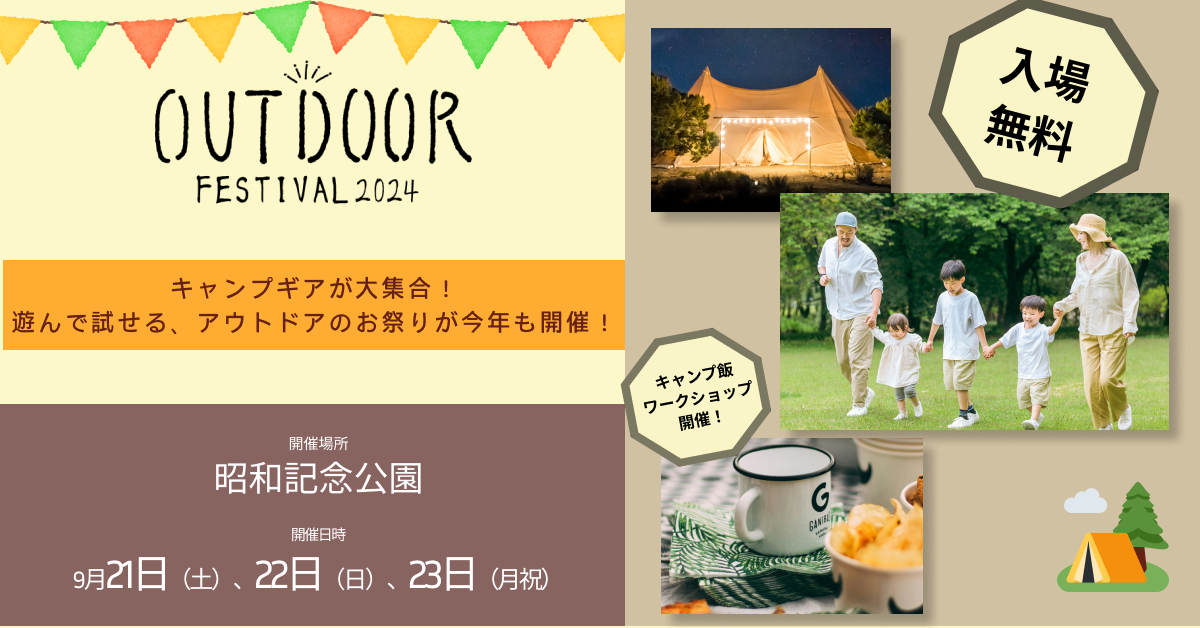 OUTDOOR
FESTIVAL 2024
キャンプギアが大集合！
遊んで試せる、アウトドアのお祭りが今年も開催！
開催場所
昭和記念公園
開催日時
9月21日（土）、22日（日）、23日（月祝）
入場
無料
キャンプ飯
ワークショップ
開催！
G